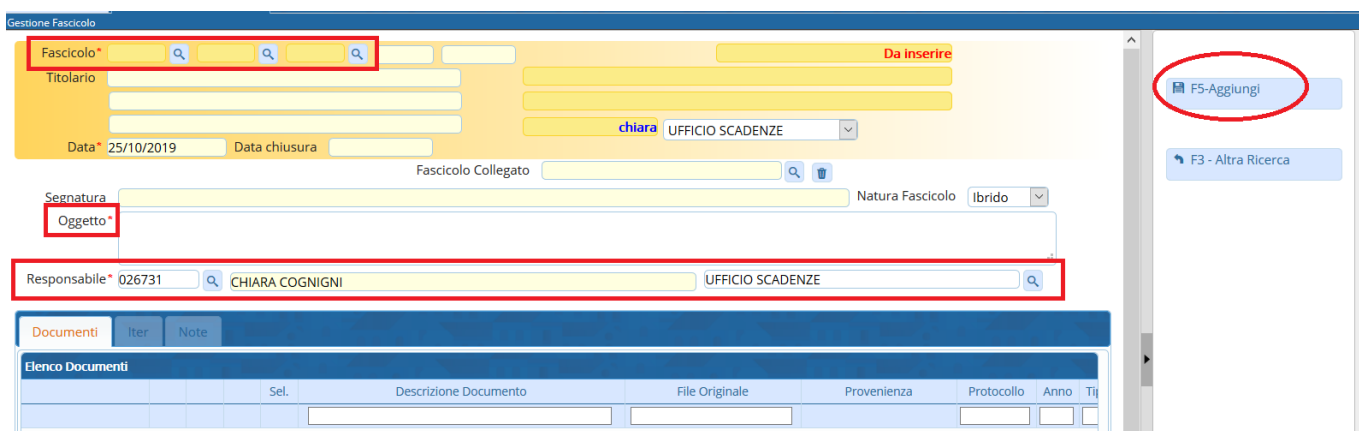 Gestione Fascicolo
Fascicolo* Da inserire
Titolario
chiara UFFICIO SCADENZE
Data* 25/10/2019 Data chiusura
Fascicolo Collegato
Segnatura Natura Fascicolo Ibrido
Oggetto*
Responsabile* 026731 CHIARA COGNIGNI UFFICIO SCADENZE
F5-Aggiungi
F3 - Altra Ricerca
Documenti Iter Note
Elenco Documenti
Sel. Descrizione Documento File Originale Provenienza Protocollo Anno